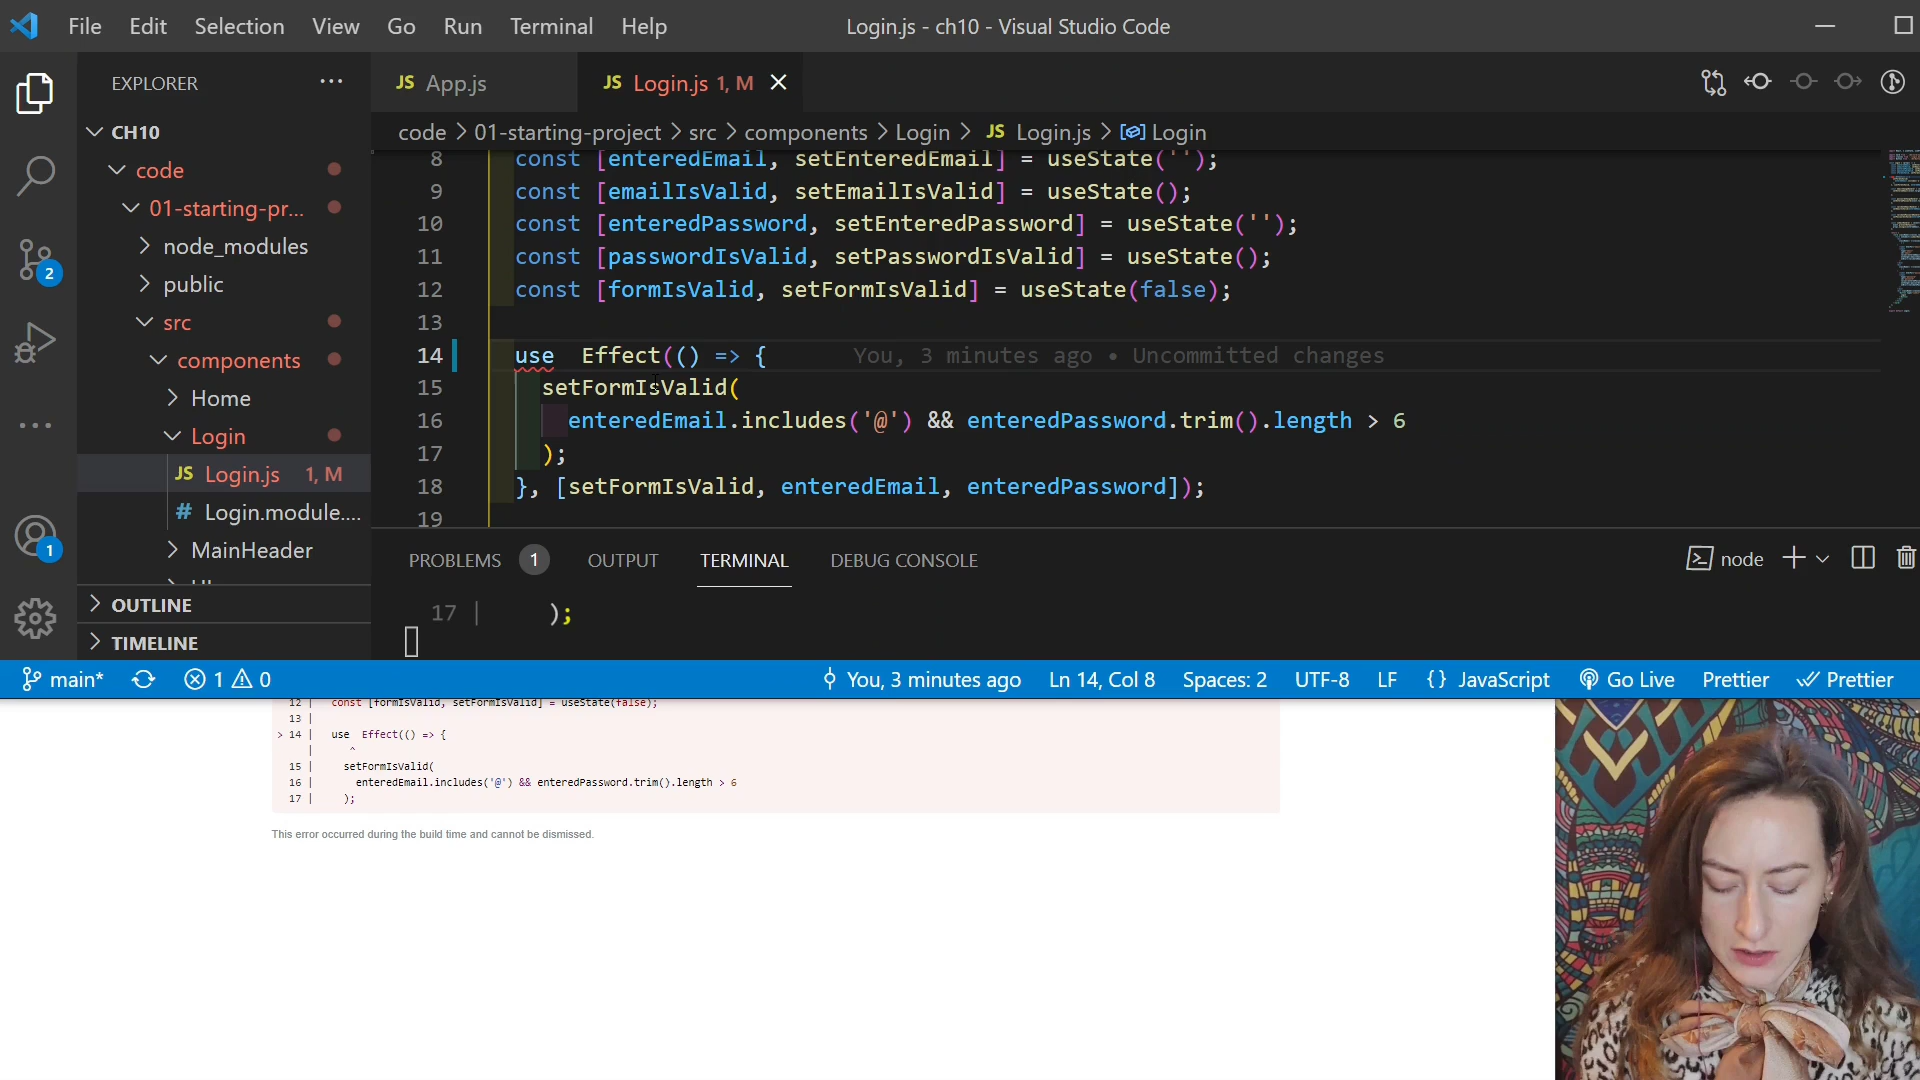 File Edit Selection View Go Run Terminal Help Login.js - ch10 - Visual Studio Code
EXPLORER ···
JS App.js JS Login.js 1, M
CH10
code > 01-starting-project > src > components > Login > JS Login.js > Login
code
01-starting-pr...
node_modules
public
src
components
Home
Login
JS Login.js 1, M
# Login.module....
MainHeader
OUTLINE
TIMELINE
2
1
8 const [enteredEmail, setEnteredEmail] = useState('');
9 const [emailIsValid, setEmailIsValid] = useState();
10 const [enteredPassword, setEnteredPassword] = useState('');
11 const [passwordIsValid, setPasswordIsValid] = useState();
12 const [formIsValid, setFormIsValid] = useState(false);
13
14 use  Effect(() => { You, 3 minutes ago • Uncommitted changes
15 setFormIsValid(
16 enteredEmail.includes('@') && enteredPassword.trim().length > 6
17 );
18 }, [setFormIsValid, enteredEmail, enteredPassword]);
19
PROBLEMS 1 OUTPUT TERMINAL DEBUG CONSOLE node
17 | );
main* 1 0 You, 3 minutes ago Ln 14, Col 8 Spaces: 2 UTF-8 LF {} JavaScript Go Live Prettier Prettier
12 | const [formIsValid, setFormIsValid] = useState(false);
13 |
> 14 | use  Effect(() => {
| ^
15 | setFormIsValid(
16 | enteredEmail.includes('@') && enteredPassword.trim().length > 6
17 | );
This error occurred during the build time and cannot be dismissed.